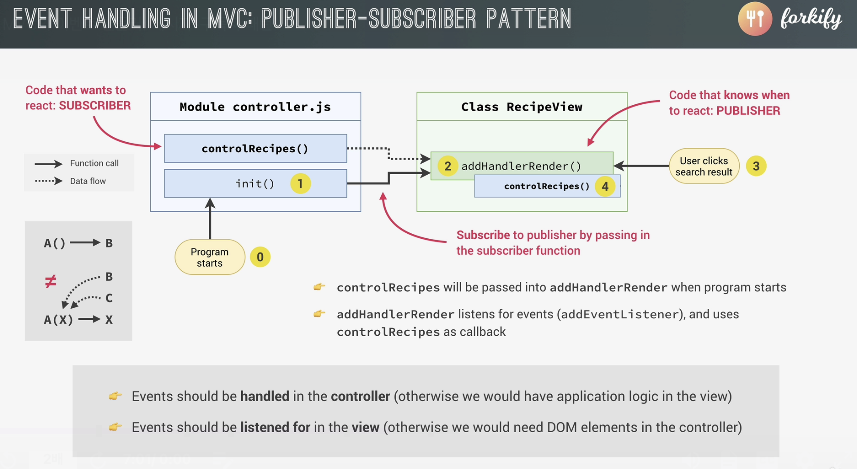 EVENT HANDLING IN MVC: PUBLISHER-SUBSCRIBER PATTERN
forkify
Code that wants to
react: SUBSCRIBER
Module controller.js
Class RecipeView
Code that knows when
to react: PUBLISHER
controlRecipes()
Function call
Data flow
2 addHandlerRender()
User clicks
search result
3
init() 1
controlRecipes() 4
Program
starts
0
Subscribe to publisher by passing in
the subscriber function
A() B
≠
B
C
A(X) X
👉 controlRecipes will be passed into addHandlerRender when program starts
👉 addHandlerRender listens for events (addEventListener), and uses
controlRecipes as callback
👉 Events should be handled in the controller (otherwise we would have application logic in the view)
👉 Events should be listened for in the view (otherwise we would need DOM elements in the controller)